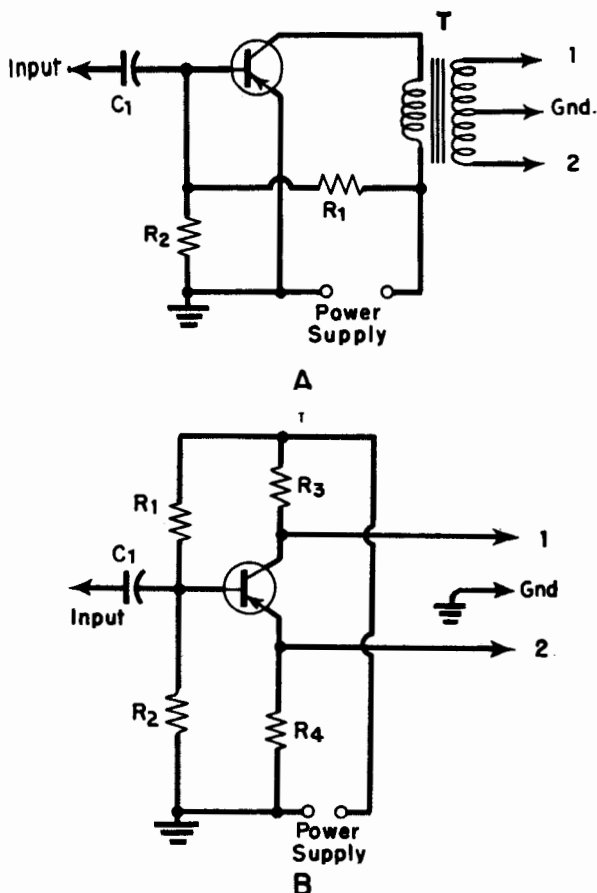 T
1
Input
C1
Gnd.
2
R1
R2
Power
Supply
A
T
R3
R1
1
C1
Gnd
Input
2
R2
R4
Power
Supply
B